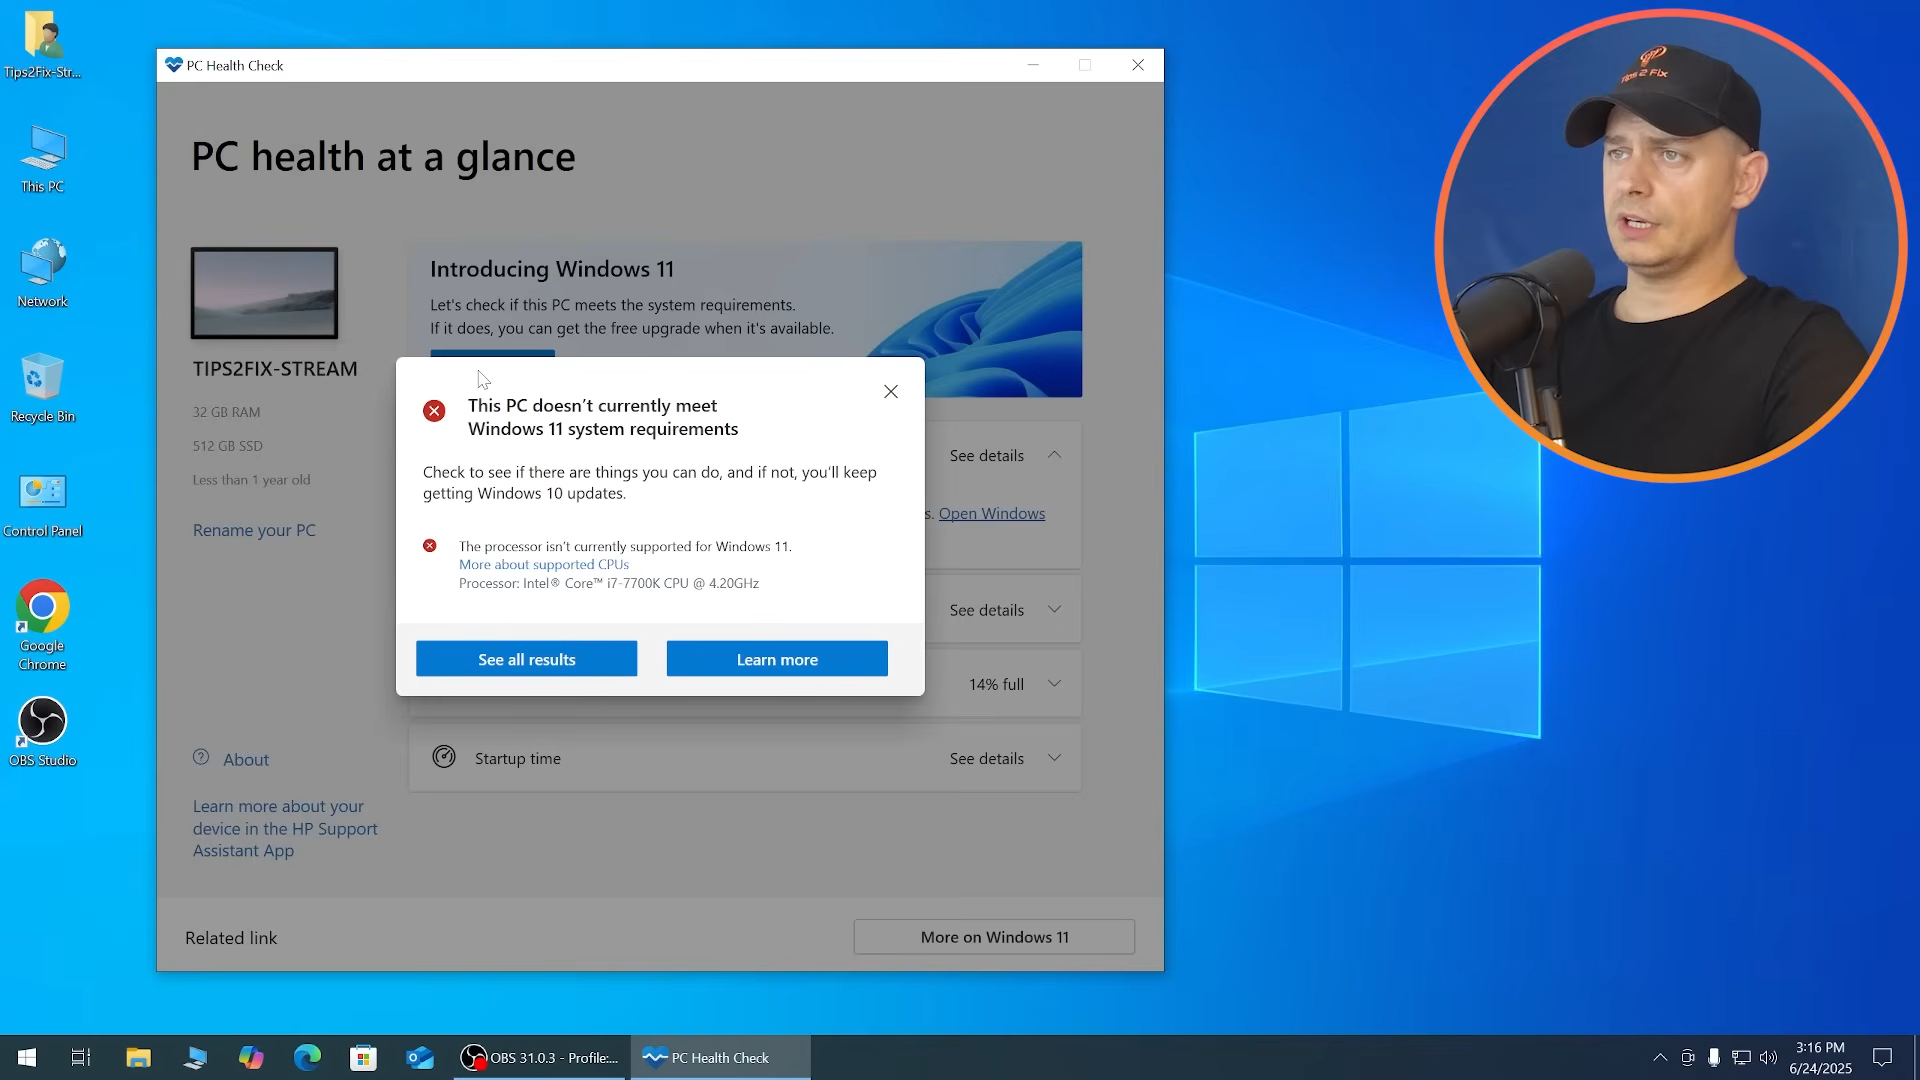 Tips2Fix-Str...
This PC
Network
Recycle Bin
Control Panel
Google
Chrome
OBS Studio
PC Health Check
PC health at a glance
TIPS2FIX-STREAM
32 GB RAM
512 GB SSD
Less than 1 year old
Rename your PC
About
Learn more about your
device in the HP Support
Assistant App
Introducing Windows 11
Let's check if this PC meets the system requirements.
If it does, you can get the free upgrade when it's available.
This PC doesn't currently meet
Windows 11 system requirements
Check to see if there are things you can do, and if not, you'll keep
getting Windows 10 updates.
The processor isn't currently supported for Windows 11.
More about supported CPUs
Processor: Intel® Core™ i7-7700K CPU @ 4.20GHz
See all results
Learn more
See details
s. Open Windows
See details
14% full
Startup time
See details
Related link
More on Windows 11
Tips 2 Fix
OBS 31.0.3 - Profile:...
PC Health Check
3:16 PM
6/24/2025